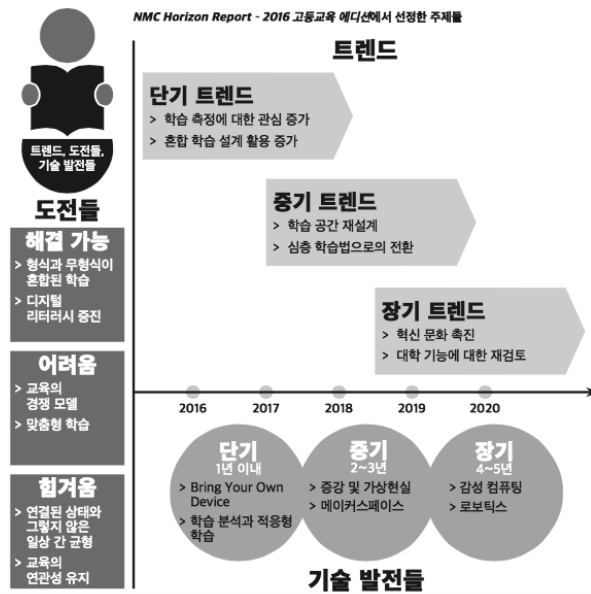 NMC Horizon Report - 2016 고등교육 에디션에서 선정한 주제들
트렌드, 도전들,
기술 발전들
도전들
해결 가능
> 형식과 무형식이
혼합된 학습
> 디지털
리터러시 증진
어려움
> 교육의
경쟁 모델
> 맞춤형 학습
힘겨움
> 연결된 상태와
그렇지 않은
일상 간 균형
> 교육의
연관성 유지
트렌드
단기 트렌드
> 학습 측정에 대한 관심 증가
> 혼합 학습 설계 활용 증가
중기 트렌드
> 학습 공간 재설계
> 심층 학습법으로의 전환
장기 트렌드
> 혁신 문화 촉진
> 대학 기능에 대한 재검토
2016 2017 2018 2019 2020
단기
1년 이내
> Bring Your Own
Device
> 학습 분석과 적응형
학습
중기
2~3년
> 증강 및 가상현실
> 메이커스페이스
장기
4~5년
> 감성 컴퓨팅
> 로보틱스
기술 발전들